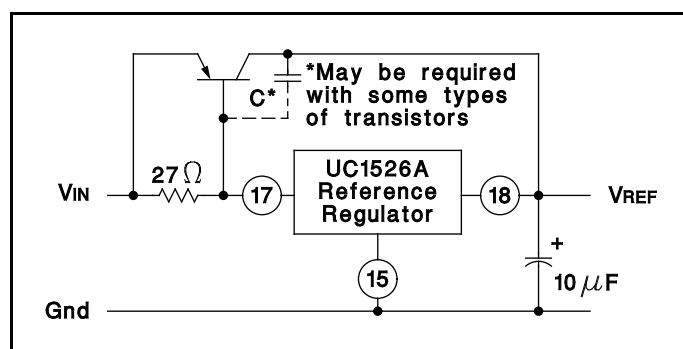 *May be required
with some types
of transistors
C*
27Ω
UC1526A
Reference
Regulator
VIN
17
18
VREF
+
15
10μF
Gnd